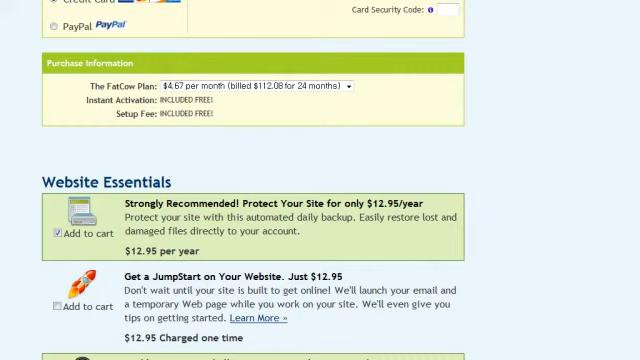 Credit Card
Card Security Code:
PayPal PayPal
Purchase Information
The FatCow Plan: $4.67 per month (billed $112.08 for 24 months)
Instant Activation: INCLUDED FREE!
Setup Fee: INCLUDED FREE!
Website Essentials
Strongly Recommended! Protect Your Site for only $12.95/year
Protect your site with this automated daily backup. Easily restore lost and
damaged files directly to your account.
Add to cart
$12.95 per year
Get a JumpStart on Your Website. Just $12.95
Don't wait until your site is built to get online! We'll launch your email and
a temporary Web page while you work on your site. We'll even give you
Add to cart
tips on getting started. Learn More »
$12.95 Charged one time